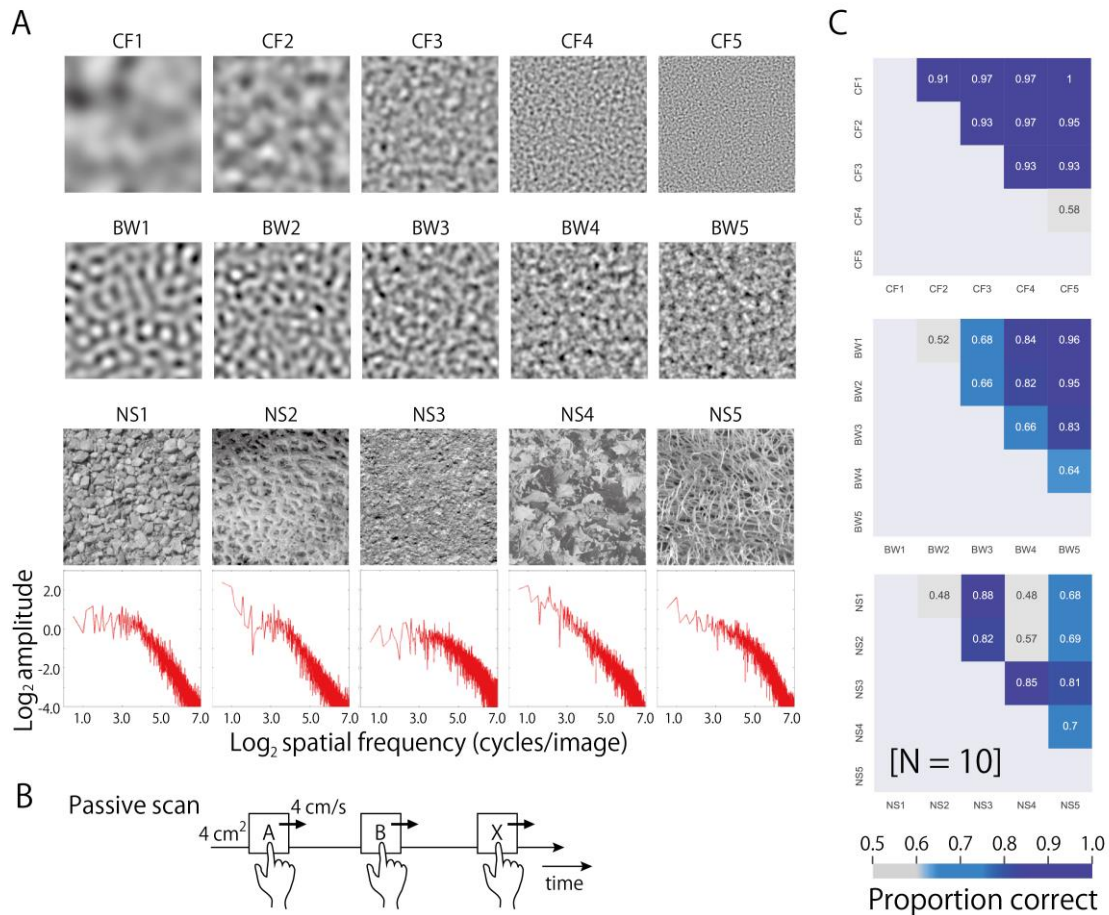 A
CF1 CF2 CF3 CF4 CF5
BW1 BW2 BW3 BW4 BW5
NS1 NS2 NS3 NS4 NS5
Log2 amplitude
2.0
0.0
-2.0
-4.0
1.0 3.0 5.0 7.0 1.0 3.0 5.0 7.0 1.0 3.0 5.0 7.0 1.0 3.0 5.0 7.0 1.0 3.0 5.0 7.0
Log2 spatial frequency (cycles/image)
B
Passive scan
4 cm2
4 cm/s
A B X
time
C
CF1 0.91 0.97 0.97 1
CF2 0.93 0.97 0.95
CF3 0.93 0.93
CF4 0.58
CF5
CF1 CF2 CF3 CF4 CF5
BW1 0.52 0.68 0.84 0.96
BW2 0.66 0.82 0.95
BW3 0.66 0.83
BW4 0.64
BW5
BW1 BW2 BW3 BW4 BW5
NS1 0.48 0.88 0.48 0.68
NS2 0.82 0.57 0.69
NS3 0.85 0.81
NS4 0.7
NS5 [N = 10]
NS1 NS2 NS3 NS4 NS5
0.5 0.6 0.7 0.8 0.9 1.0
Proportion correct